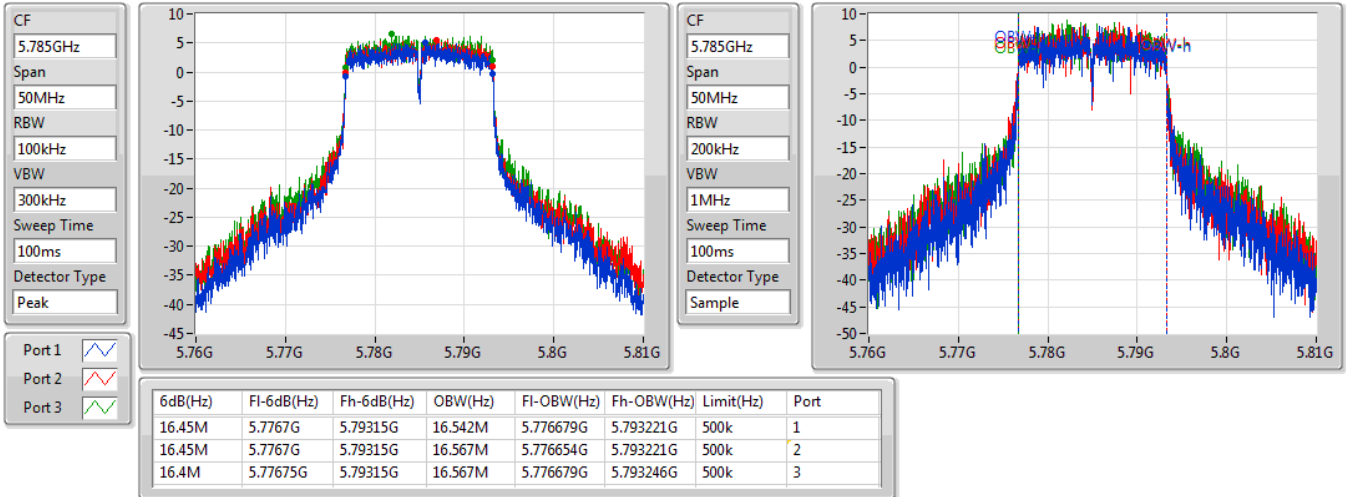 CF
5.785GHz
Span
50MHz
RBW
100kHz
VBW
300kHz
Sweep Time
100ms
Detector Type
Peak
10
5
0
-5
-10
-15
-20
-25
-30
-35
-40
-45
5.76G 5.77G 5.78G 5.79G 5.8G 5.81G
CF
5.785GHz
Span
50MHz
RBW
200kHz
VBW
1MHz
Sweep Time
100ms
Detector Type
Sample
10
5
0
-5
-10
-15
-20
-25
-30
-35
-40
-45
-50
OBW-h
5.76G 5.77G 5.78G 5.79G 5.8G 5.81G
Port 1
Port 2
Port 3
6dB(Hz) Fl-6dB(Hz) Fh-6dB(Hz) OBW(Hz) Fl-OBW(Hz) Fh-OBW(Hz) Limit(Hz) Port
16.45M 5.7767G 5.79315G 16.542M 5.776679G 5.793221G 500k 1
16.45M 5.7767G 5.79315G 16.567M 5.776654G 5.793221G 500k 2
16.4M 5.77675G 5.79315G 16.567M 5.776679G 5.793246G 500k 3